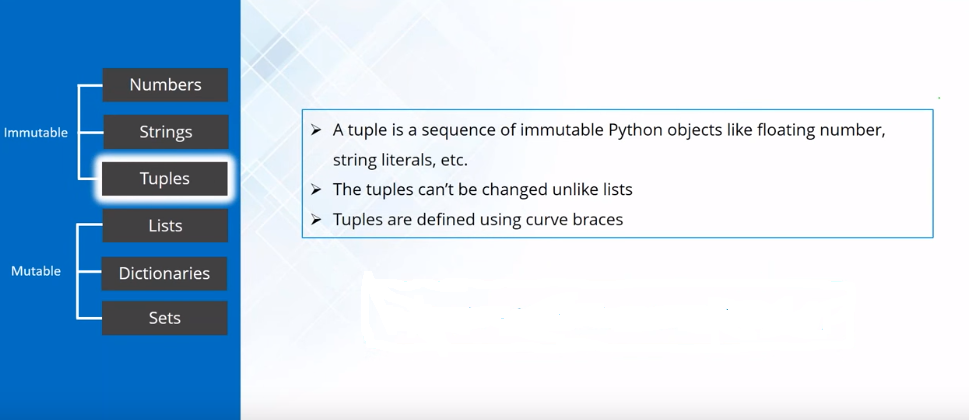 Immutable
Numbers
Strings
Tuples
Mutable
Lists
Dictionaries
Sets
➢ A tuple is a sequence of immutable Python objects like floating number,
string literals, etc.
➢ The tuples can’t be changed unlike lists
➢ Tuples are defined using curve braces